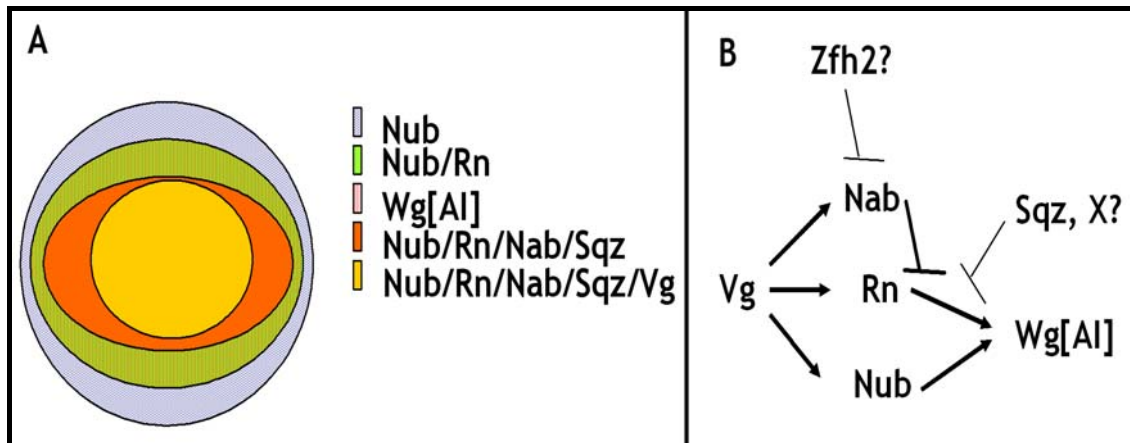 A
Nub
Nub/Rn
Wg[AI]
Nub/Rn/Nab/Sqz
Nub/Rn/Nab/Sqz/Vg
B
Zfh2?
Nab
Sqz, X?
Vg
Rn
Wg[AI]
Nub